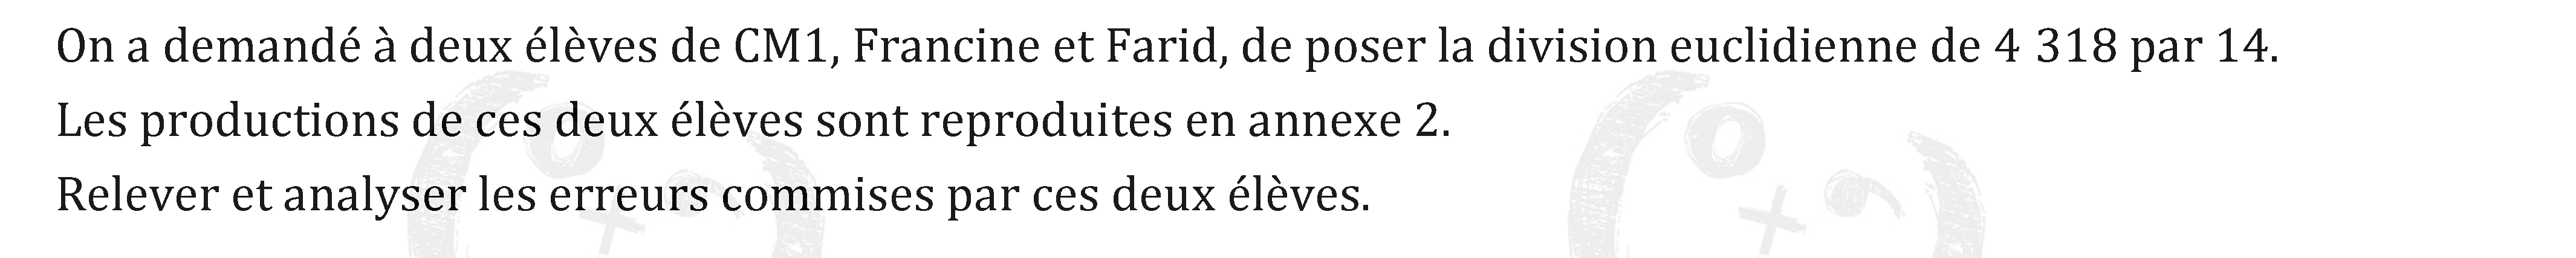 On a demandé à deux élèves de CM1, Francine et Farid, de poser la division euclidienne de 4 318 par 14.
Les productions de ces deux élèves sont reproduites en annexe 2.
Relever et analyser les erreurs commises par ces deux élèves.